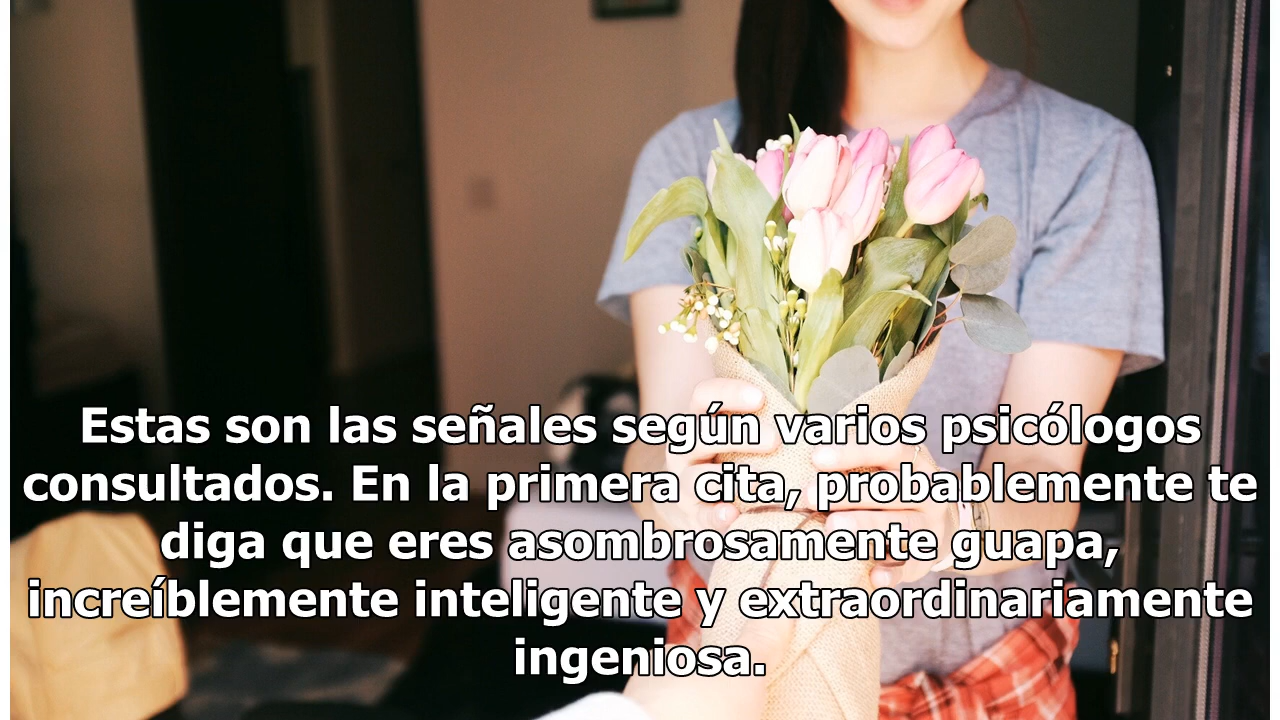 Estas son las señales según varios psicólogos
consultados. En la primera cita, probablemente te
diga que eres asombrosamente guapa,
increíblemente inteligente y extraordinariamente
ingeniosa.